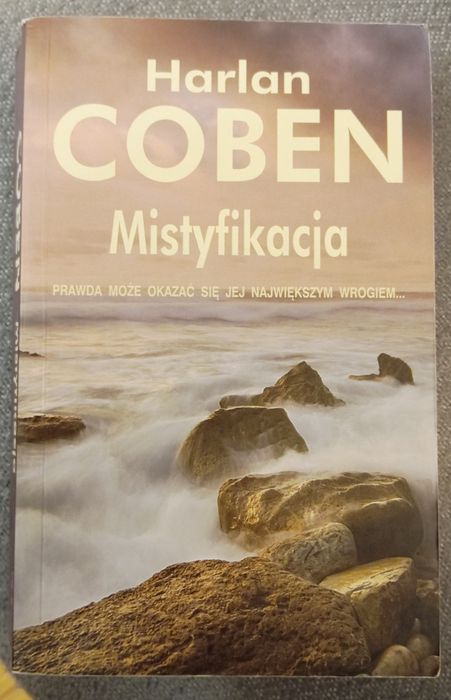 Harlan
COBEN
Mistyfikacja
PRAWDA MOŻE OKAZAĆ SIĘ JEJ NAJWIĘKSZYM WROGIEM...